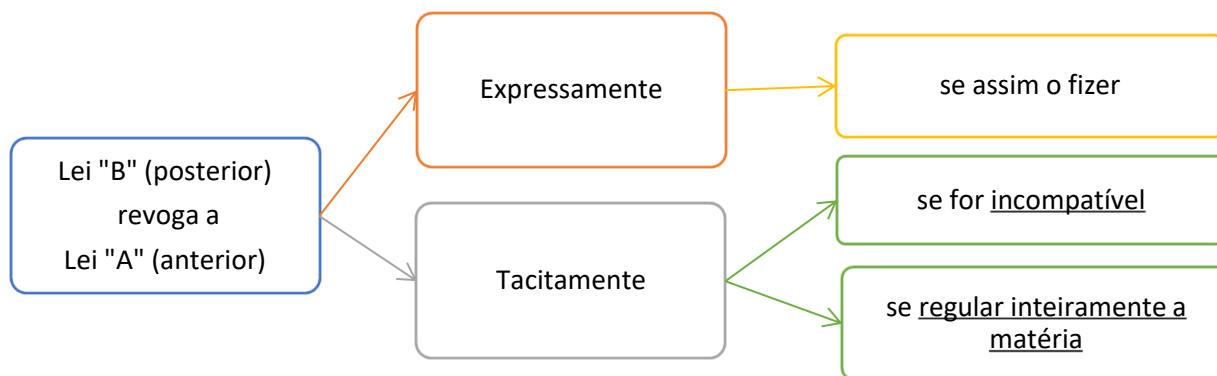 Lei "B" (posterior)
revoga a
Lei "A" (anterior)
Expressamente
se assim o fizer
Tacitamente
se for incompatível
se regular inteiramente a
matéria